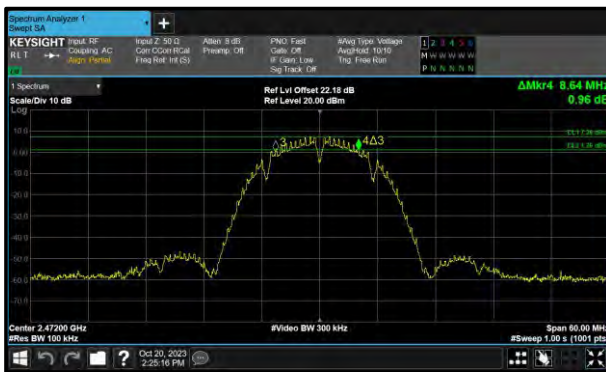 Spectrum Analyzer 1
Swept SA
KEYSIGHT
Input: RF
Input Z: 50 Ω
Atten: 8 dB
PNO: Fast
#Avg Type: Voltage
1 2 3 4 5 6
RLT
Coupling: AC
Corr CCorr RCal
Preamp: Off
Gate: Off
Avg|Hold: 10/10
M W W W W W
Align: Partial
Freq Ref: Int (S)
IF Gain: Low
Trig: Free Run
Sig Track: Off
P N N N N N
1 Spectrum
Ref Lvl Offset 22.18 dB
ΔMkr4 8.64 MHz
Scale/Div 10 dB
Ref Level 20.00 dBm
0.96 dB
Log
10.0
0.00
-10.0
-20.0
-30.0
-40.0
-50.0
-60.0
-70.0
3
4Δ3
Center 2.47200 GHz
#Video BW 300 kHz
Span 60.00 MHz
#Res BW 100 kHz
#Sweep 1.00 s (1001 pts)
Oct 20, 2023
2:25:16 PM